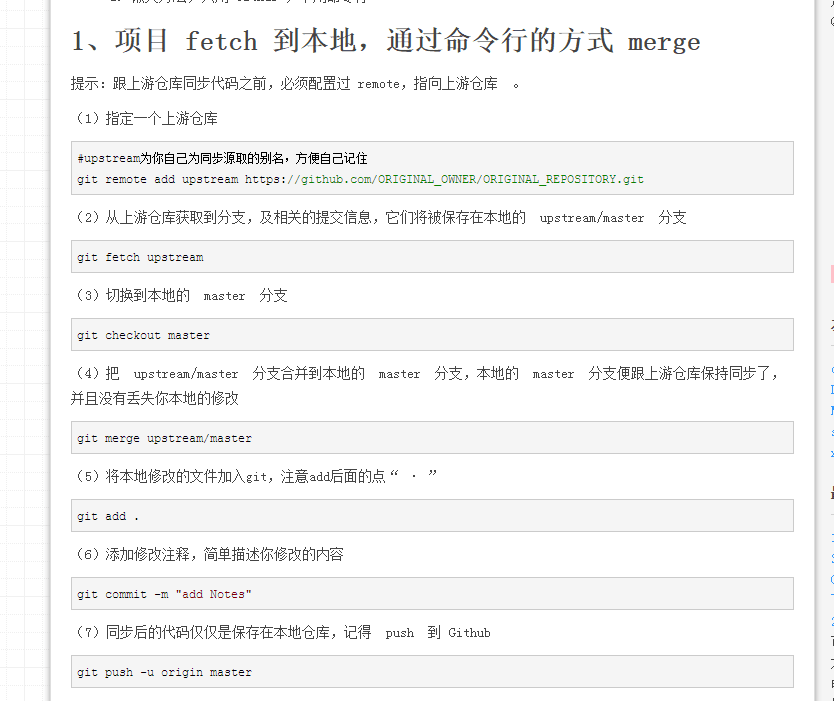 1、项目 fetch 到本地，通过命令行的方式 merge
提示：跟上游仓库同步代码之前，必须配置过 remote，指向上游仓库 。
（1）指定一个上游仓库
#upstream为你自己为同步源取的别名，方便自己记住
git remote add upstream https://github.com/ORIGINAL_OWNER/ORIGINAL_REPOSITORY.git
（2）从上游仓库获取到分支，及相关的提交信息，它们将被保存在本地的 upstream/master 分支
git fetch upstream
（3）切换到本地的 master 分支
git checkout master
（4）把 upstream/master 分支合并到本地的 master 分支，本地的 master 分支便跟上游仓库保持同步了，
并且没有丢失你本地的修改
git merge upstream/master
（5）将本地修改的文件加入git，注意add后面的点“ · ”
git add .
（6）添加修改注释，简单描述你修改的内容
git commit -m "add Notes"
（7）同步后的代码仅仅是保存在本地仓库，记得 push 到 Github
git push -u origin master